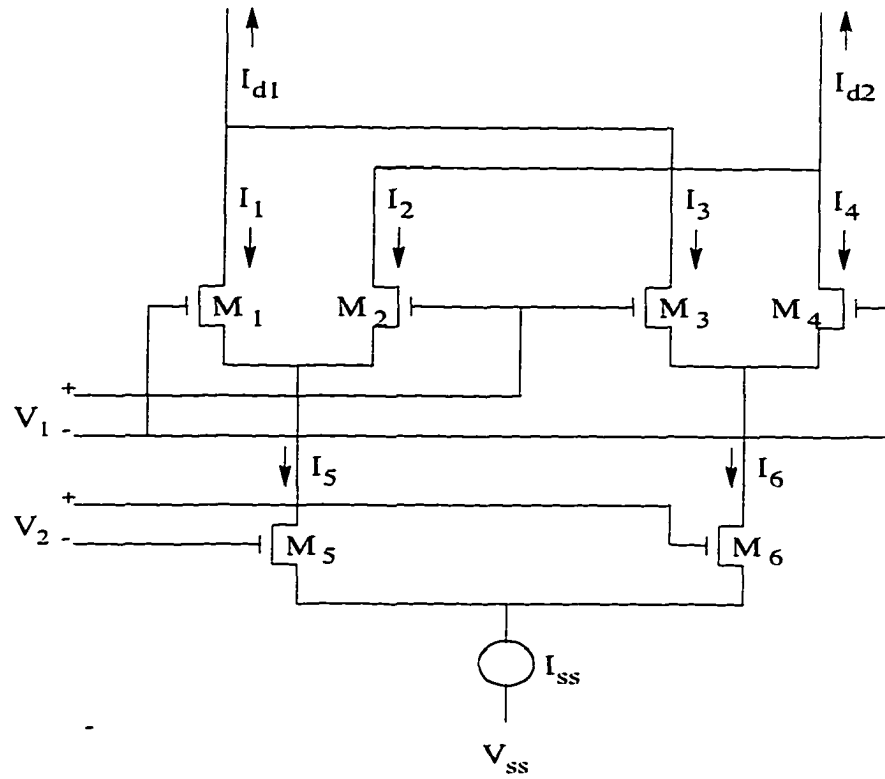 I_d1 I_d2
I_1 I_2 I_3 I_4
M_1 M_2 M_3 M_4
+
V_1 -
I_5 I_6
+
V_2 -
M_5 M_6
I_ss
V_ss